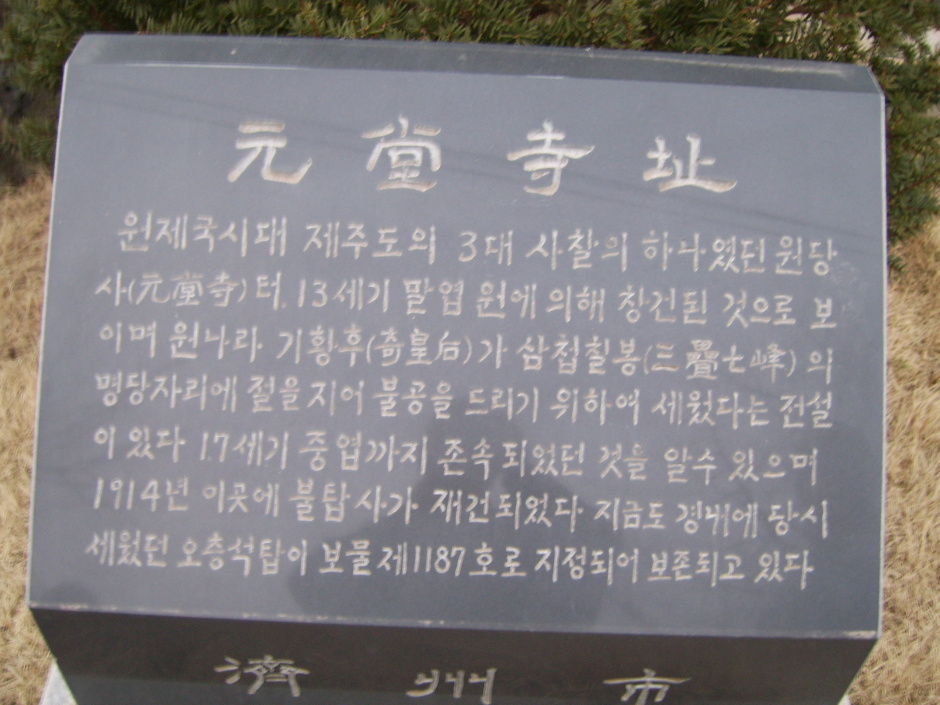 元堂寺址
원제국시대 제주도의 3대 사찰의 하나였던 원당
사(元堂寺)터. 13세기 말엽 원에 의해 창건된 것으로 보
이며 원나라 기황후(奇皇后)가 삼첩칠봉(三疊七峰)의
명당자리에 절을 지어 불공을 드리기 위하여 세웠다는 전설
이 있다 17세기 중엽까지 존속되었던 것을 알수 있으며
1914년 이곳에 불탑사가 재건되었다 지금도 경내에 당시
세웠던 오층석탑이 보물 제1187호로 지정되어 보존되고 있다
濟州市